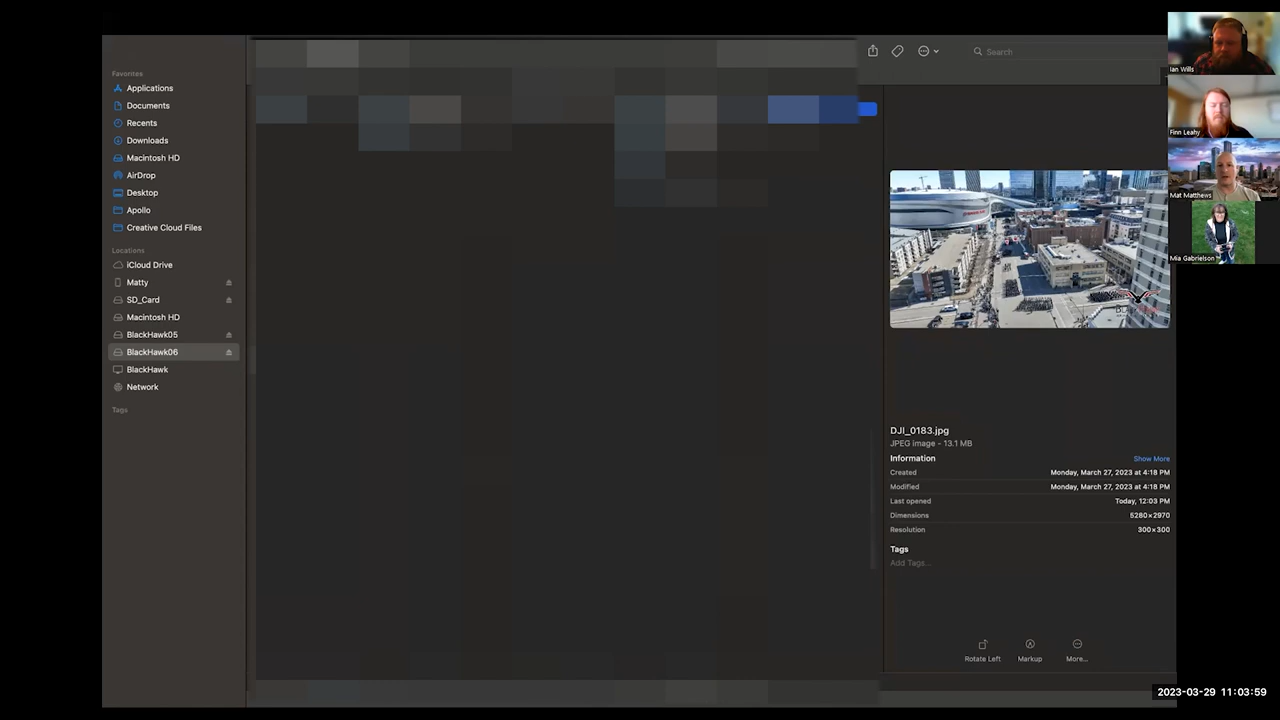 Favorites
Applications
Documents
Recents
Downloads
Macintosh HD
AirDrop
Desktop
Apollo
Creative Cloud Files
Locations
iCloud Drive
Matty
SD_Card
Macintosh HD
BlackHawk05
BlackHawk06
BlackHawk
Network
Tags
Search
DJI_0183.jpg
JPEG image - 13.1 MB
Information
Show More
Created Monday, March 27, 2023 at 4:18 PM
Modified Monday, March 27, 2023 at 4:18 PM
Last opened Today, 12:03 PM
Dimensions 5280×2970
Resolution 300×300
Tags
Add Tags...
Rotate Left Markup More...
Ian Wills
Finn Leahy
Mat Matthews
Mia Gabrielson
2023-03-29 11:03:59